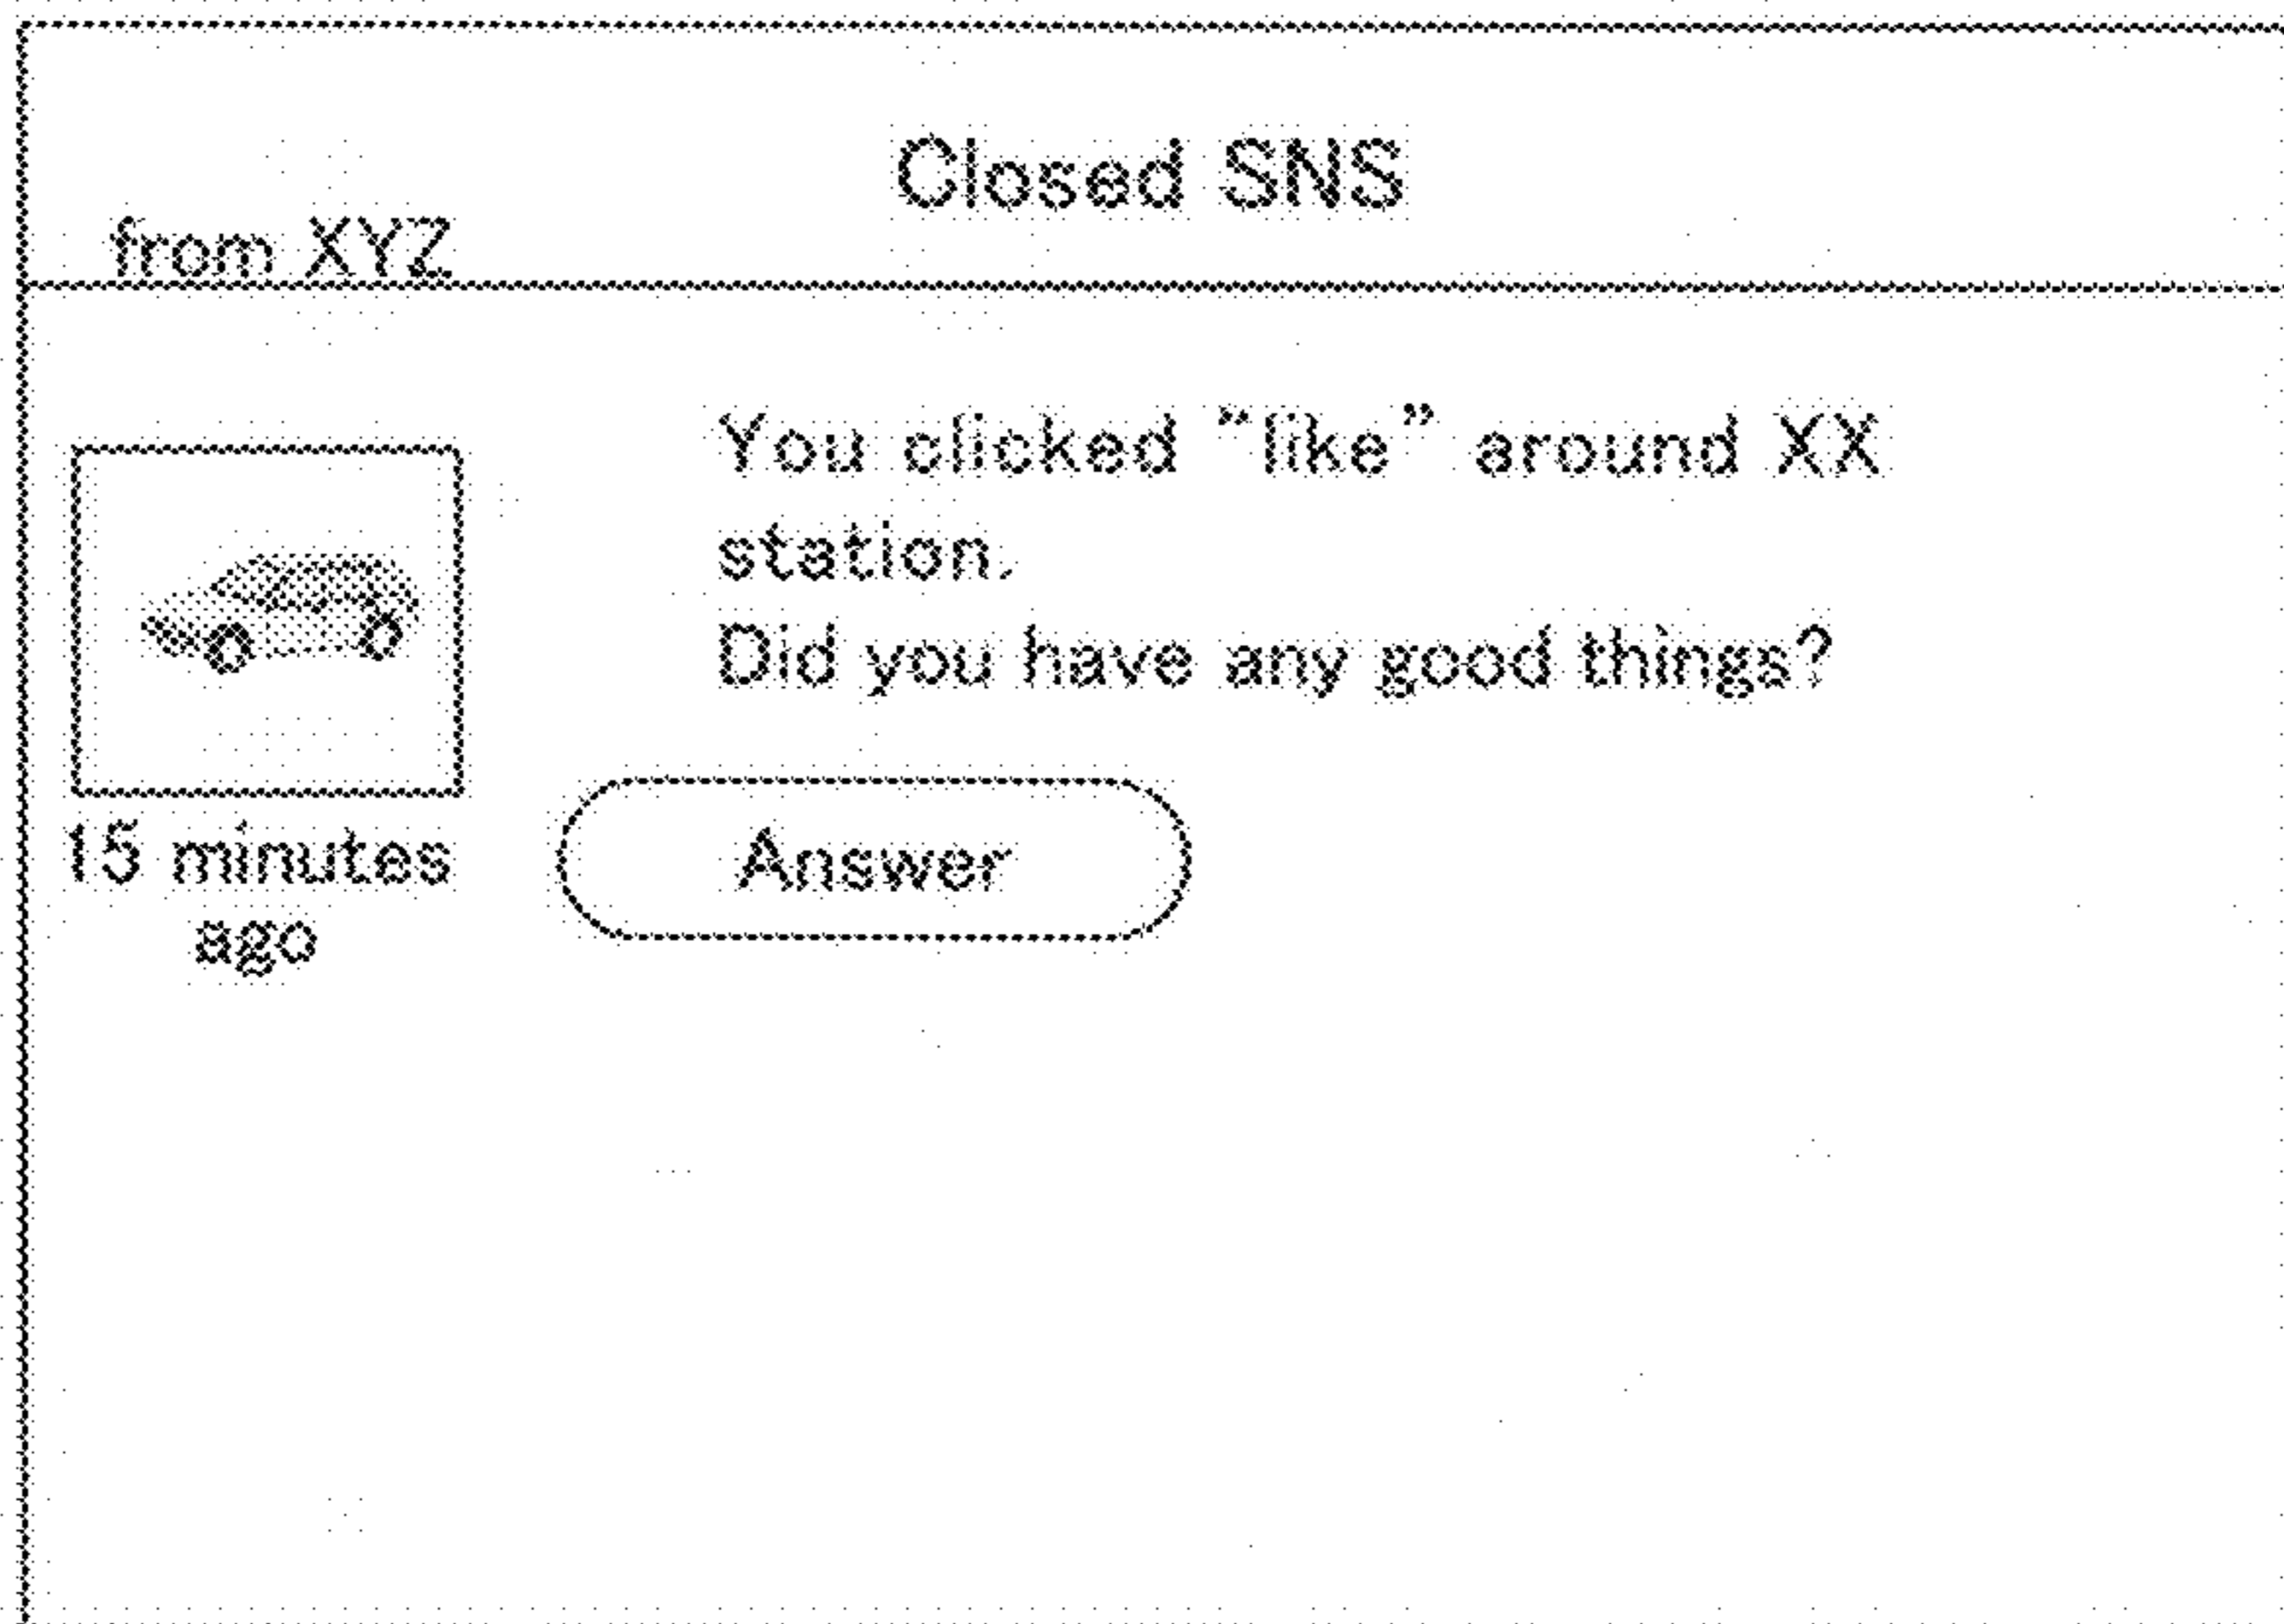 Closed SNS
from XYZ
You clicked “like” around XX
station.
Did you have any good things?
15 minutes
ago
Answer